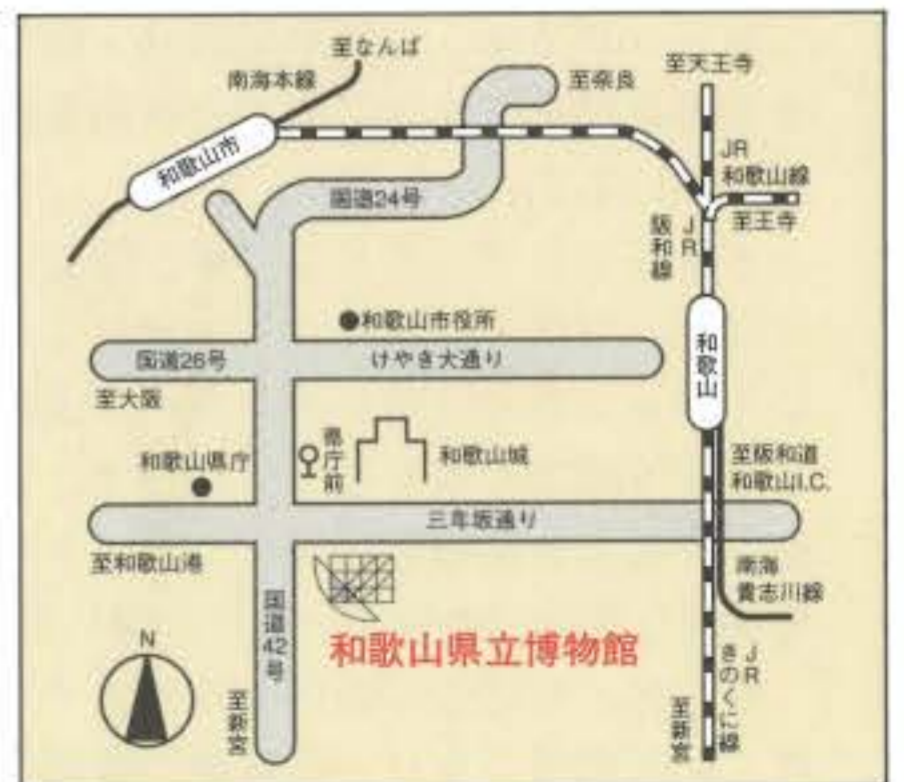 至なんば
南海本線
至奈良
至天王寺
和歌山市
JR
和歌山線
国道24号
至王寺
JR
阪和線
●和歌山市役所
国道26号
けやき大通り
和歌山
至大阪
県庁前
和歌山城
和歌山県庁
至阪和道
和歌山I.C.
三年坂通り
至和歌山港
南海
貴志川線
国道42号
和歌山県立博物館
N
JR
きのくに線
至新宮
至新宮